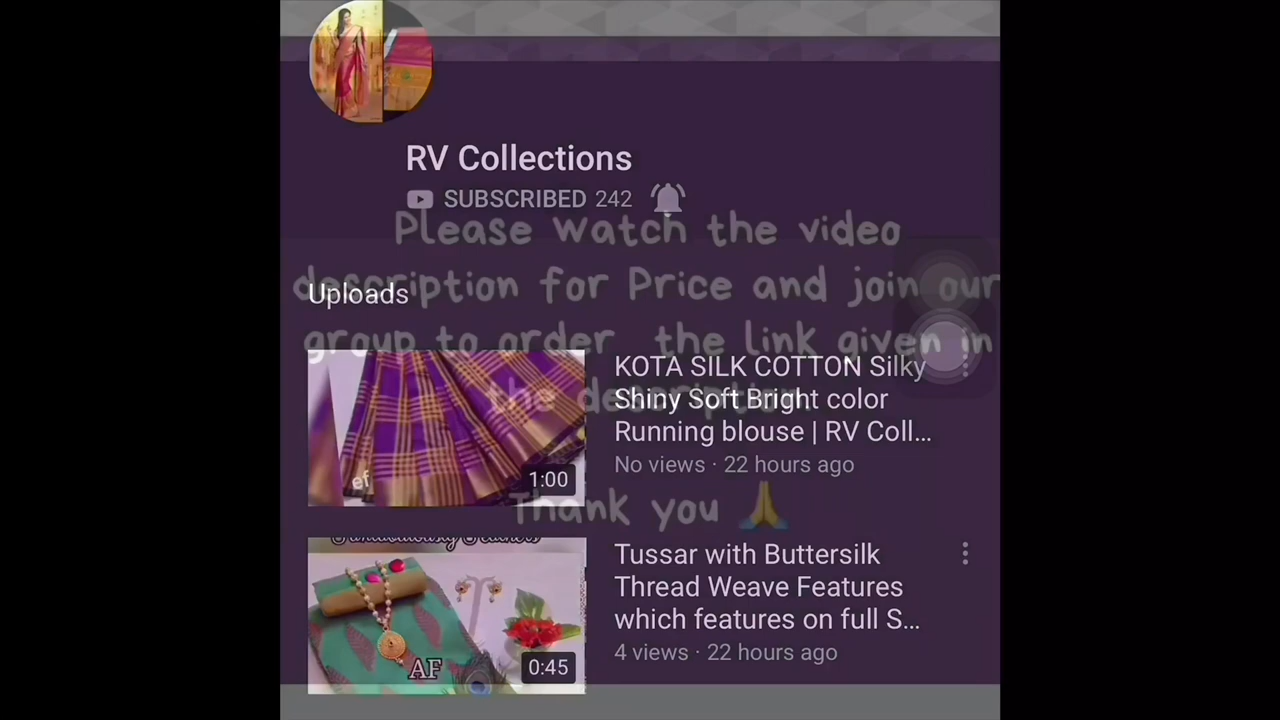 RV Collections
SUBSCRIBED 242
Please watch the video
description for Price and join our
Uploads
group to order the link given in
the description.
KOTA SILK COTTON Silky
Shiny Soft Bright color
Running blouse | RV Coll...
No views · 22 hours ago
ef
1:00
Thank you 🙏
Tussar with Buttersilk
Thread Weave Features
which features on full S...
4 views · 22 hours ago
AF
0:45